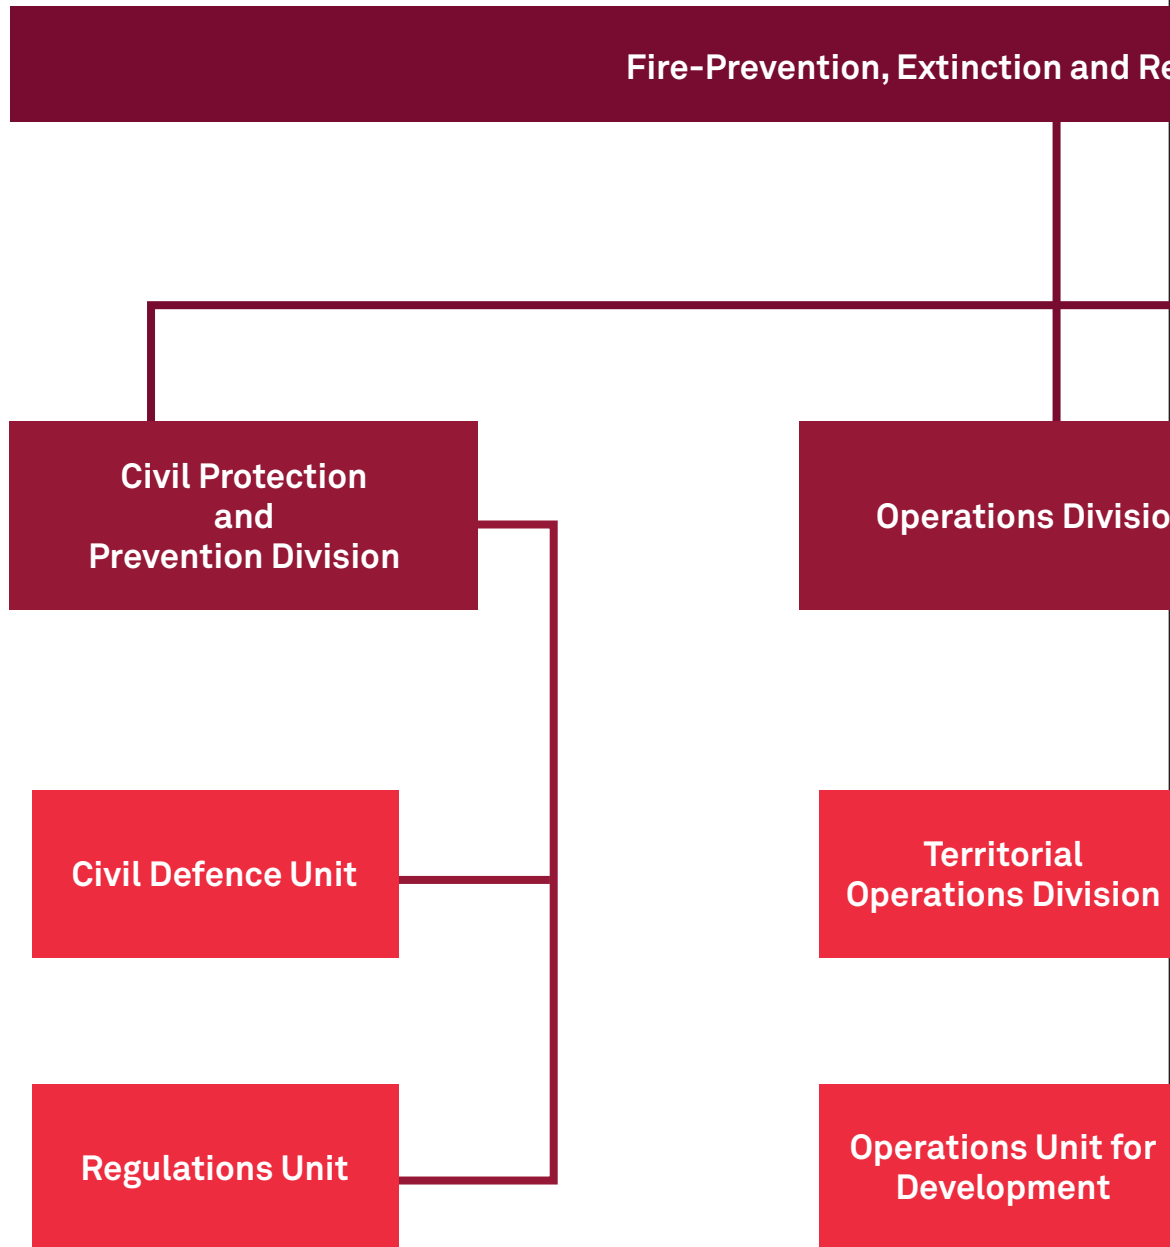 Fire-Prevention, Extinction and Re
Civil Protection
and
Prevention Division
Operations Divisio
Civil Defence Unit
Territorial
Operations Division
Regulations Unit
Operations Unit for
Development